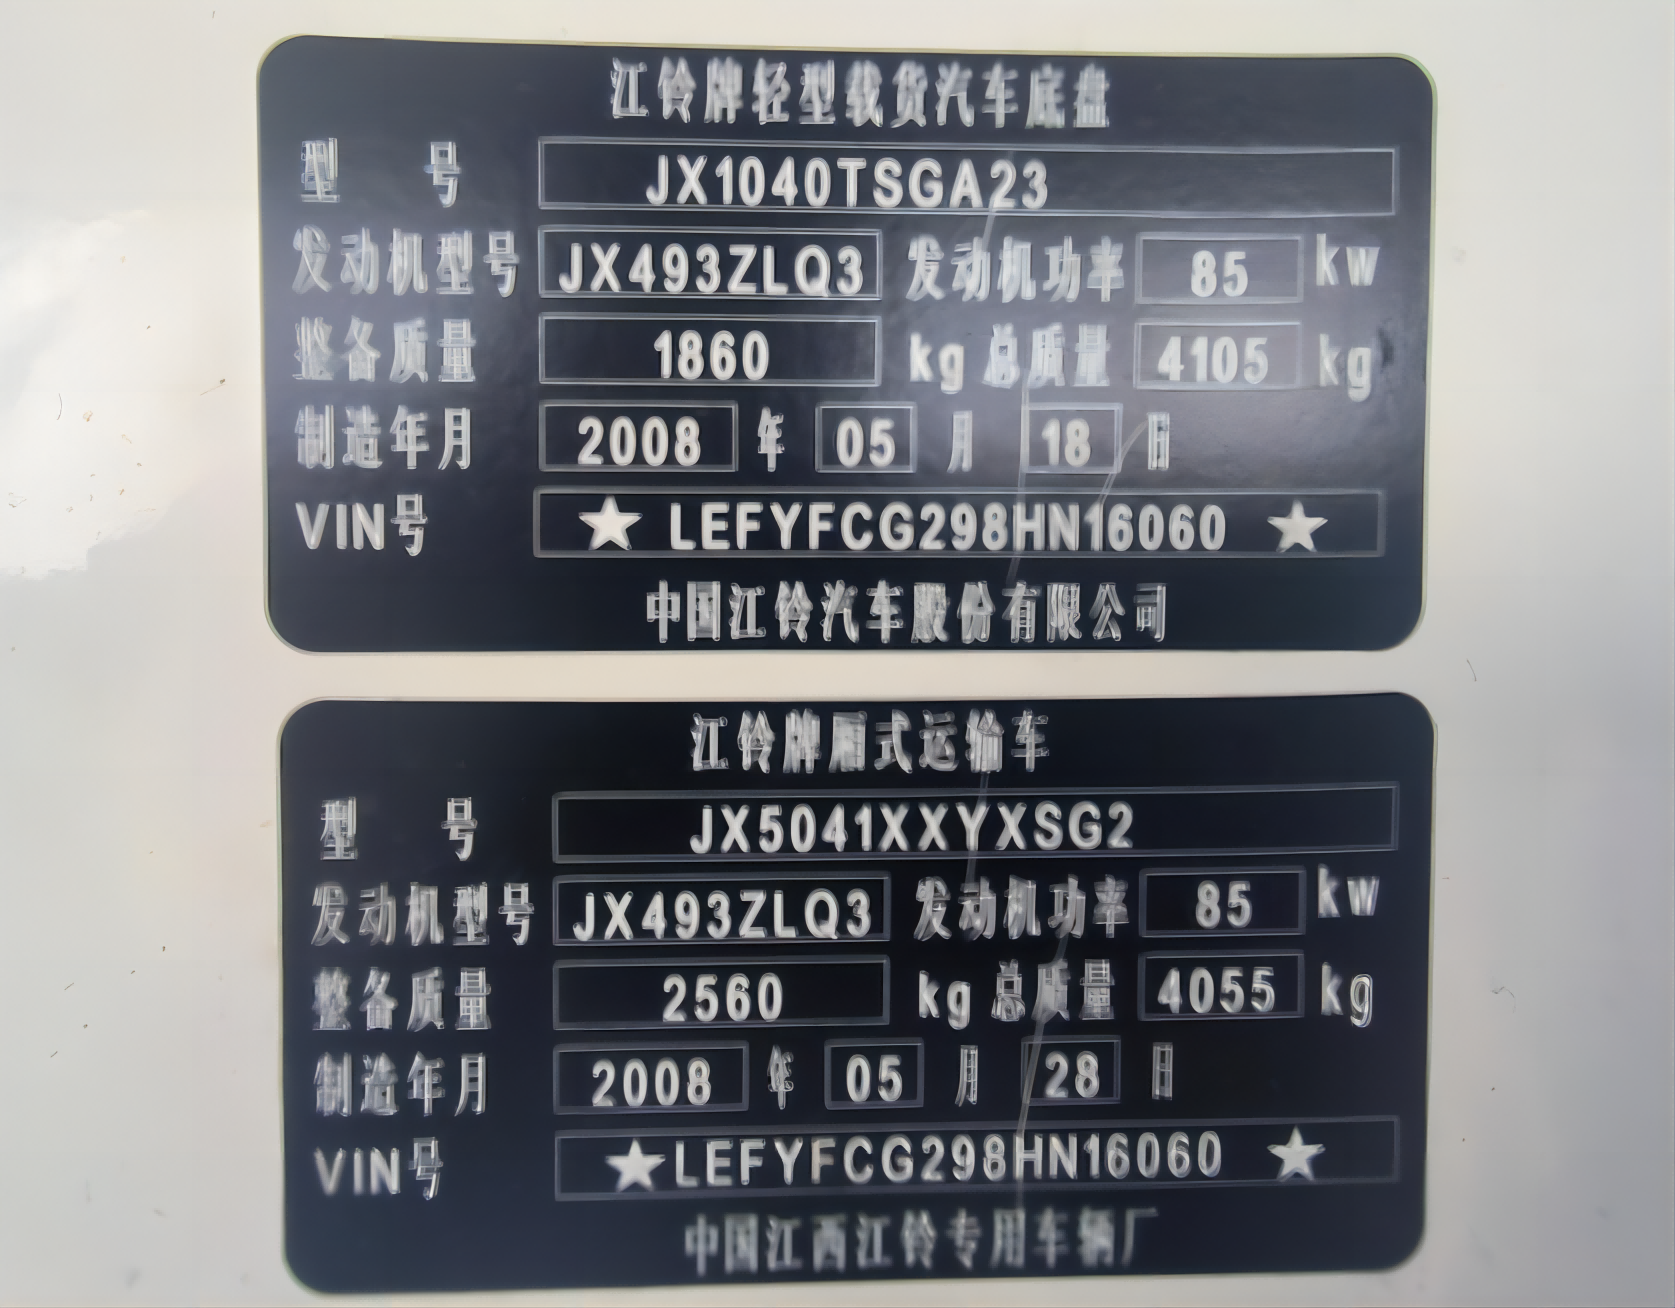 江铃牌轻型载货汽车底盘
型 号 JX1040TSGA23
发动机型号 JX493ZLQ3 发动机功率 85 kw
整备质量 1860 kg 总质量 4105 kg
制造年月 2008 年 05 月 18 日
VIN号 ★ LEFYFCG298HN16060 ★
中国江铃汽车股份有限公司
江铃牌厢式运输车
型 号 JX5041XXYXSG2
发动机型号 JX493ZLQ3 发动机功率 85 kw
整备质量 2560 kg 总质量 4055 kg
制造年月 2008 年 05 月 28 日
VIN号 ★LEFYFCG298HN16060 ★
中国江西江铃专用车辆厂